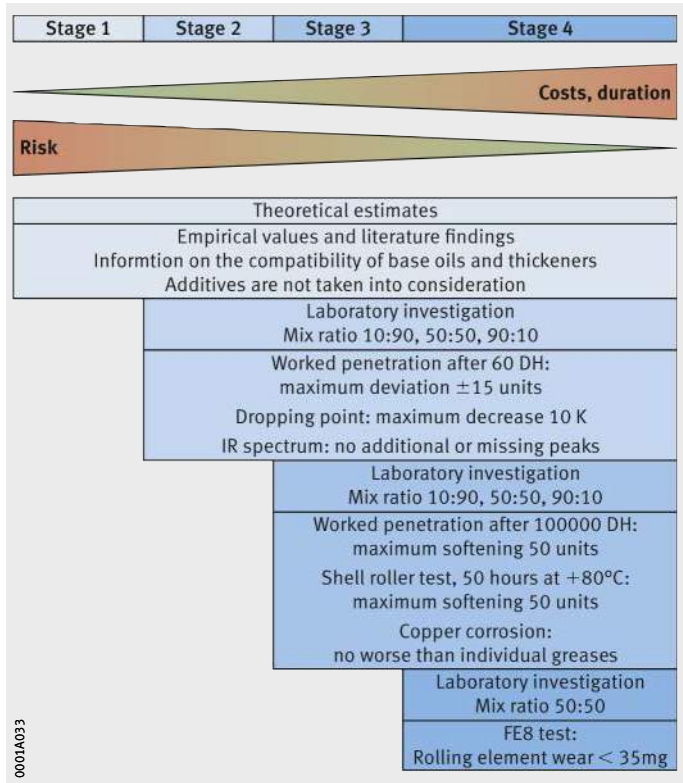 Stage 1 Stage 2 Stage 3 Stage 4
Costs, duration
Risk
Theoretical estimates
Empirical values and literature findings
Informtion on the compatibility of base oils and thickeners
Additives are not taken into consideration
Laboratory investigation
Mix ratio 10:90, 50:50, 90:10
Worked penetration after 60 DH:
maximum deviation ±15 units
Dropping point: maximum decrease 10 K
IR spectrum: no additional or missing peaks
Laboratory investigation
Mix ratio 10:90, 50:50, 90:10
Worked penetration after 100000 DH:
maximum softening 50 units
Shell roller test, 50 hours at +80°C:
maximum softening 50 units
Copper corrosion:
no worse than individual greases
Laboratory investigation
Mix ratio 50:50
FE8 test:
Rolling element wear < 35mg
0001A033